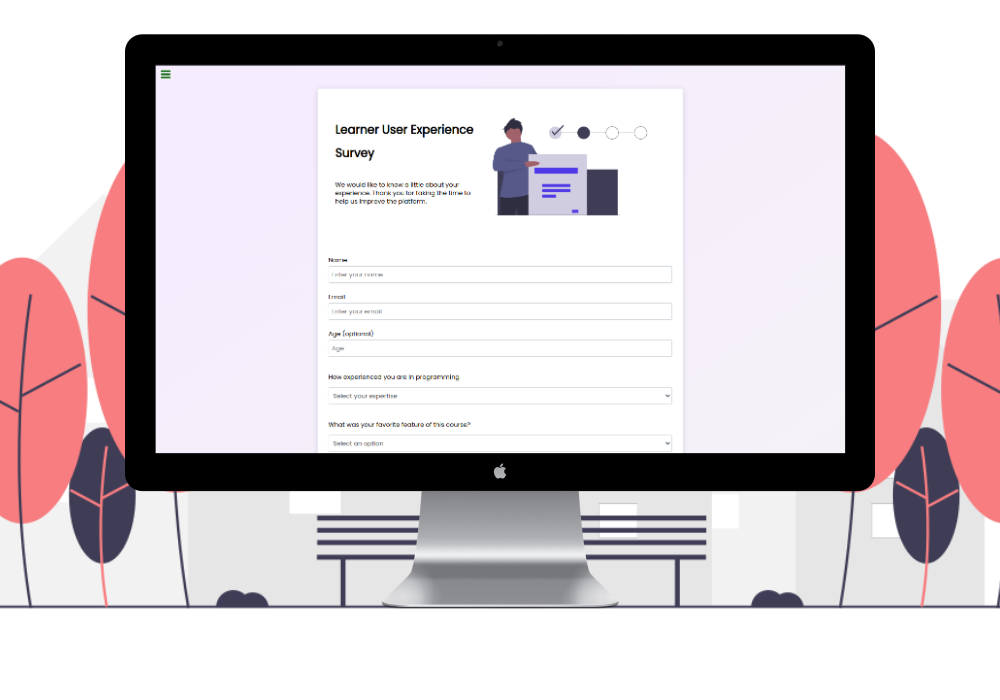 Learner User Experience
Survey
We would like to know a little about your
experience. Thank you for taking the time to
help us improve the platform.
Name
Enter your name
Email
Enter your email
Age (optional)
Age
How experienced you are in programming
Select your expertise
What was your favorite feature of this course?
Select an option